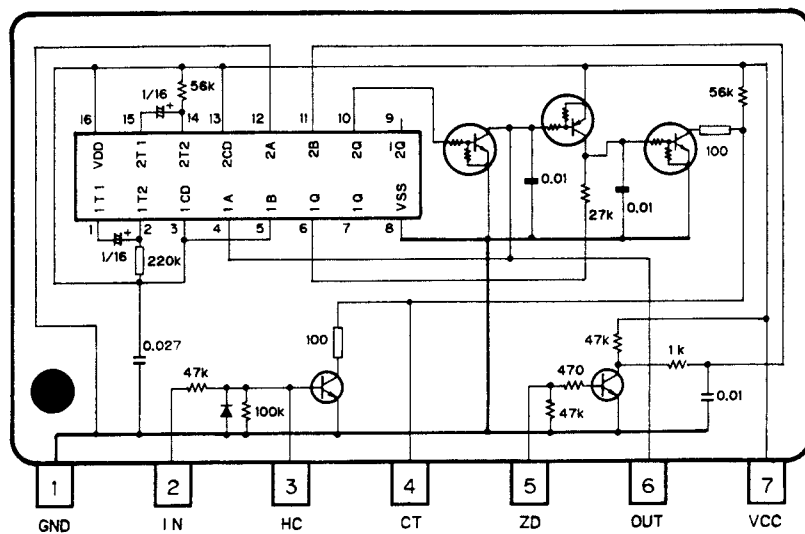 56k
1/16 +
56k
16 15 14 13 12 11 10 9
VDD 2T1 2T2 2CD 2A 2B 2Q 2Q
1T1 1T2 1CD 1A 1B 1Q 1Q VSS
1 2 3 4 5 6 7 8
100
0.01
0.01
27k
1/16 +
220k
0.027
47k
100
100k
47k
470
47k
1k
0.01
1 2 3 4 5 6 7
GND IN HC CT ZD OUT VCC